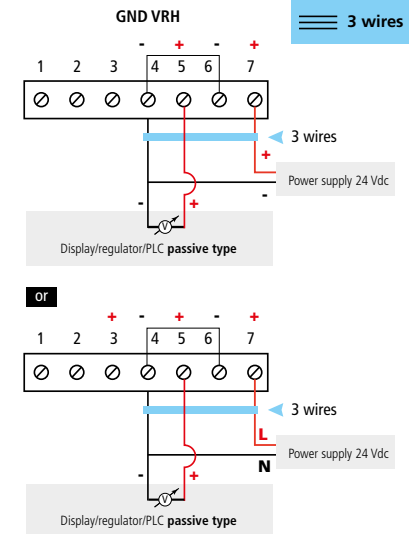 GND VRH
3 wires
- + - +
1 2 3 4 5 6 7
3 wires
+
Power supply 24 Vdc
-
- +
V
Display/regulator/PLC passive type
or
+ - + - +
1 2 3 4 5 6 7
3 wires
L
Power supply 24 Vdc
N
- +
V
Display/regulator/PLC passive type